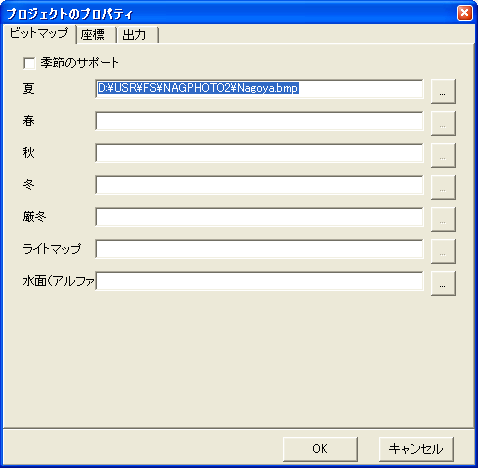 プロジェクトのプロパティ
ビットマップ 座標 出力
季節のサポート
夏 D:¥USR¥FS¥NAGPHOTO2¥Nagoya.bmp ...
春 ...
秋 ...
冬 ...
厳冬 ...
ライトマップ ...
水面(アルファ ...
OK キャンセル